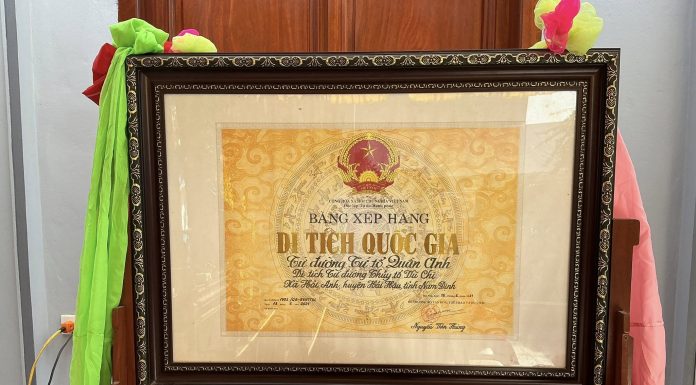 CỘNG HÒA XÃ HỘI CHỦ NGHĨA VIỆT NAM
Độc lập - Tự do - Hạnh phúc
BẰNG XẾP HẠNG
DI TÍCH QUỐC GIA
Từ đường Tứ tổ Quần Anh
Di tích Từ đường Thủy tổ Vũ Chi
Xã Hải Anh, huyện Hải Hậu, tỉnh Nam Định
Nguyễn Văn Hùng